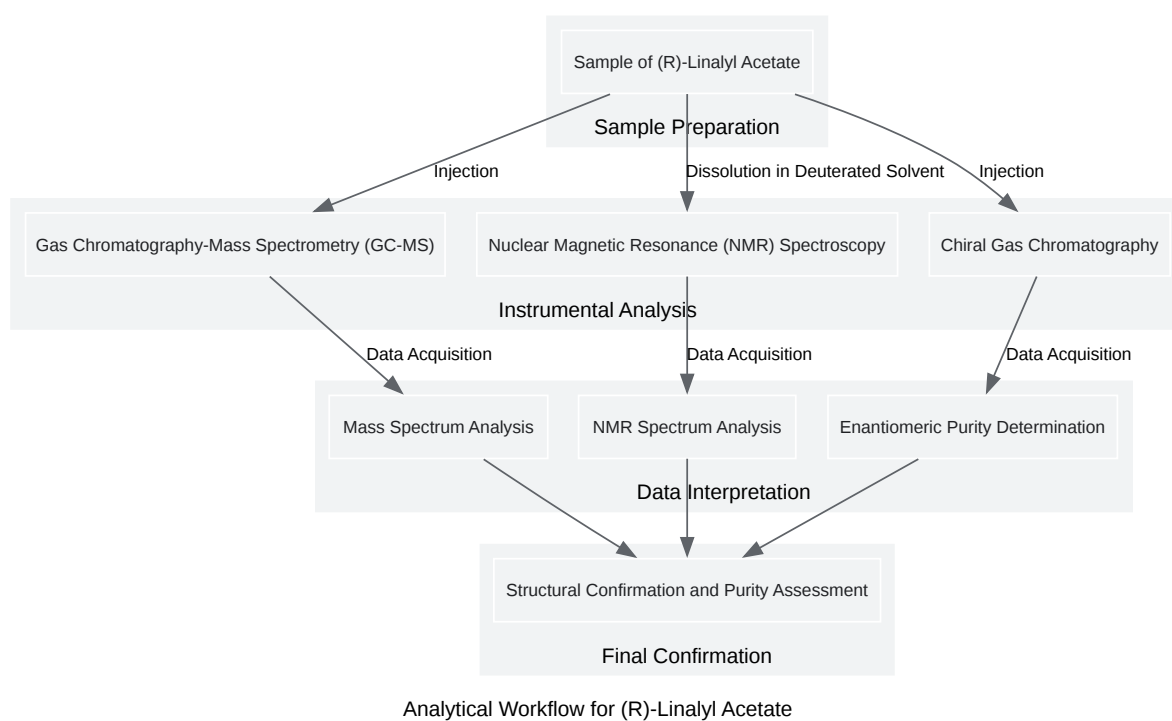 Sample of (R)-Linalyl Acetate
Sample Preparation
Injection
Dissolution in Deuterated Solvent
Injection
Gas Chromatography-Mass Spectrometry (GC-MS)
Nuclear Magnetic Resonance (NMR) Spectroscopy
Chiral Gas Chromatography
Instrumental Analysis
Data Acquisition
Data Acquisition
Data Acquisition
Mass Spectrum Analysis
NMR Spectrum Analysis
Enantiomeric Purity Determination
Data Interpretation
Structural Confirmation and Purity Assessment
Final Confirmation
Analytical Workflow for (R)-Linalyl Acetate